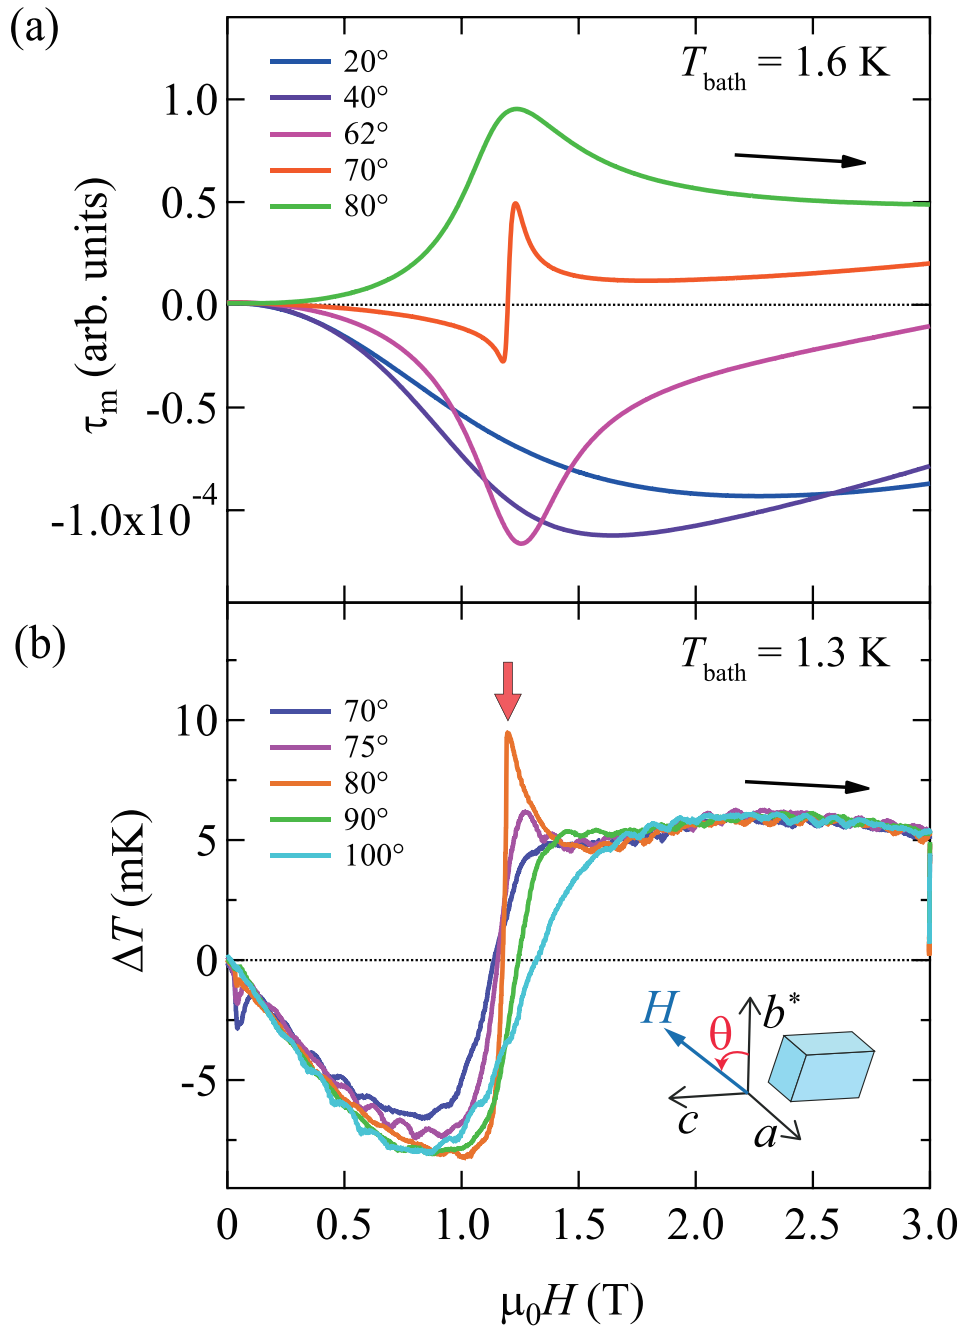 (a)
T_bath = 1.6 K
20°
40°
62°
70°
80°
1.0
0.5
0.0
-0.5
-1.0x10^-4
τ_m (arb. units)
(b)
T_bath = 1.3 K
70°
75°
80°
90°
100°
10
5
0
-5
ΔT (mK)
H
θ
b*
c
a
0
0.5
1.0
1.5
2.0
2.5
3.0
μ₀H (T)